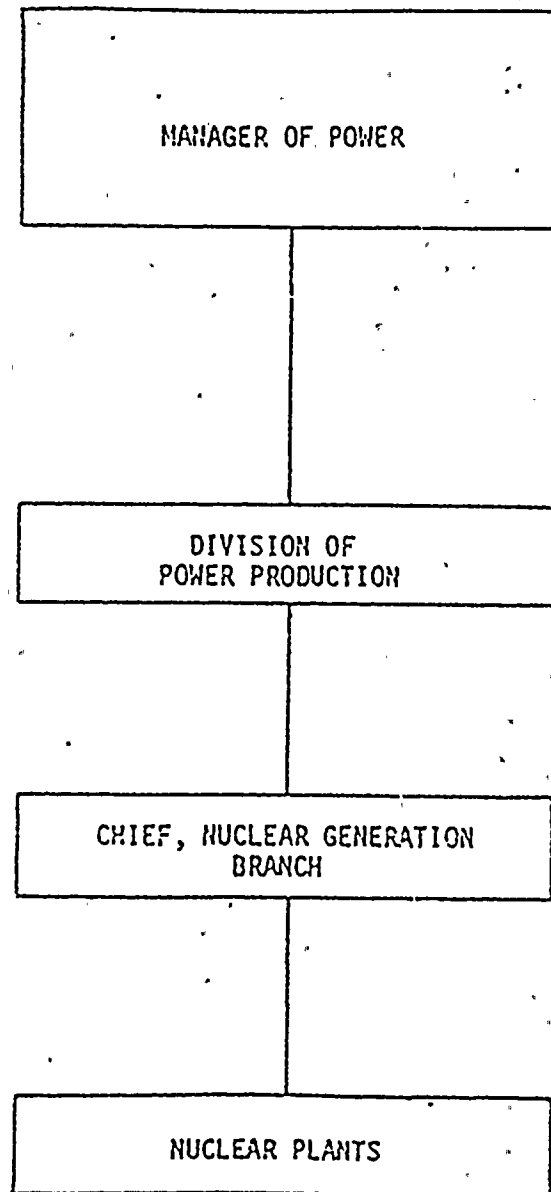 MANAGER OF POWER
DIVISION OF
POWER PRODUCTION
CHIEF, NUCLEAR GENERATION
BRANCH
NUCLEAR PLANTS